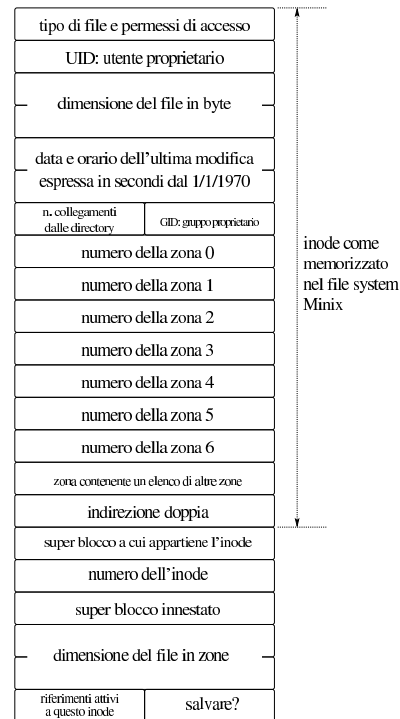 tipo di file e permessi di accesso
UID: utente proprietario
dimensione del file in byte
data e orario dell'ultima modifica
espressa in secondi dal 1/1/1970
n. collegamenti
dalle directory
GID: gruppo proprietario
numero della zona 0
numero della zona 1
numero della zona 2
numero della zona 3
numero della zona 4
numero della zona 5
numero della zona 6
zona contenente un elenco di altre zone
indirezione doppia
inode come
memorizzato
nel file system
Minix
super blocco a cui appartiene l'inode
numero dell'inode
super blocco innestato
dimensione del file in zone
riferimenti attivi
a questo inode
salvare?